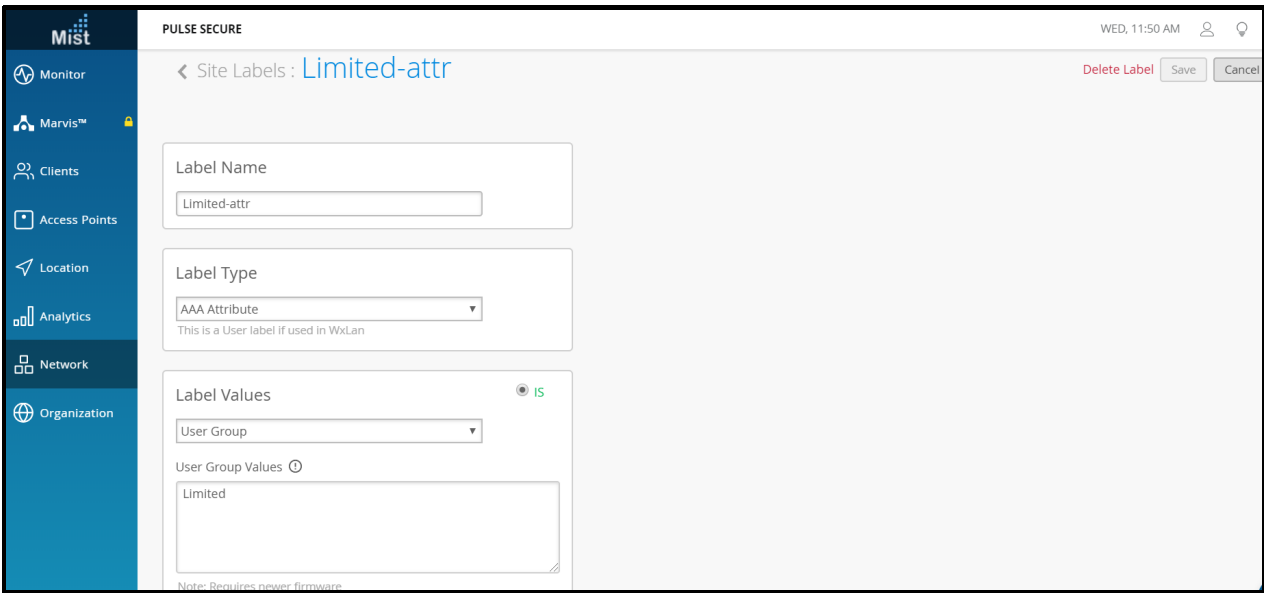 Mist
PULSE SECURE
WED, 11:50 AM
Monitor
Marvis™
Clients
Access Points
Location
Analytics
Network
Organization
Site Labels : Limited-attr
Delete Label Save Cancel
Label Name
Limited-attr
Label Type
AAA Attribute
This is a User label if used in WxLan
Label Values
IS
User Group
User Group Values
Limited
Note: Requires newer firmware